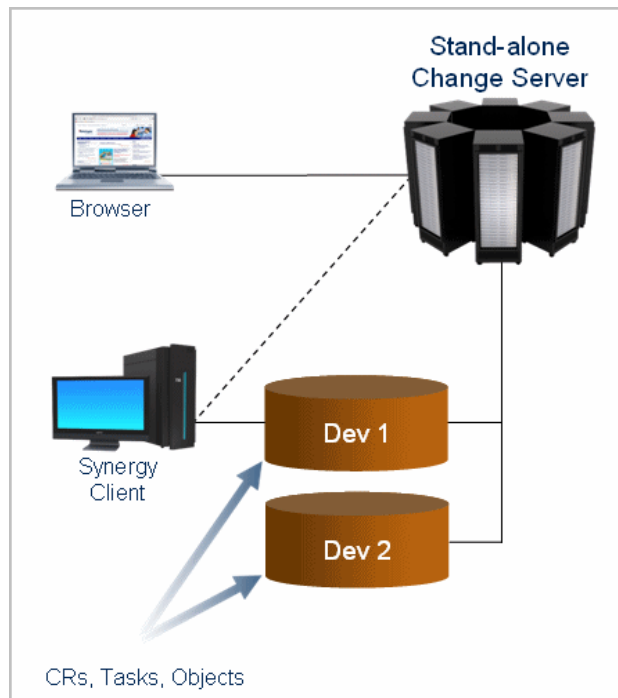 Stand-alone
Change Server
Browser
Synergy
Client
Dev 1
Dev 2
CRs, Tasks, Objects